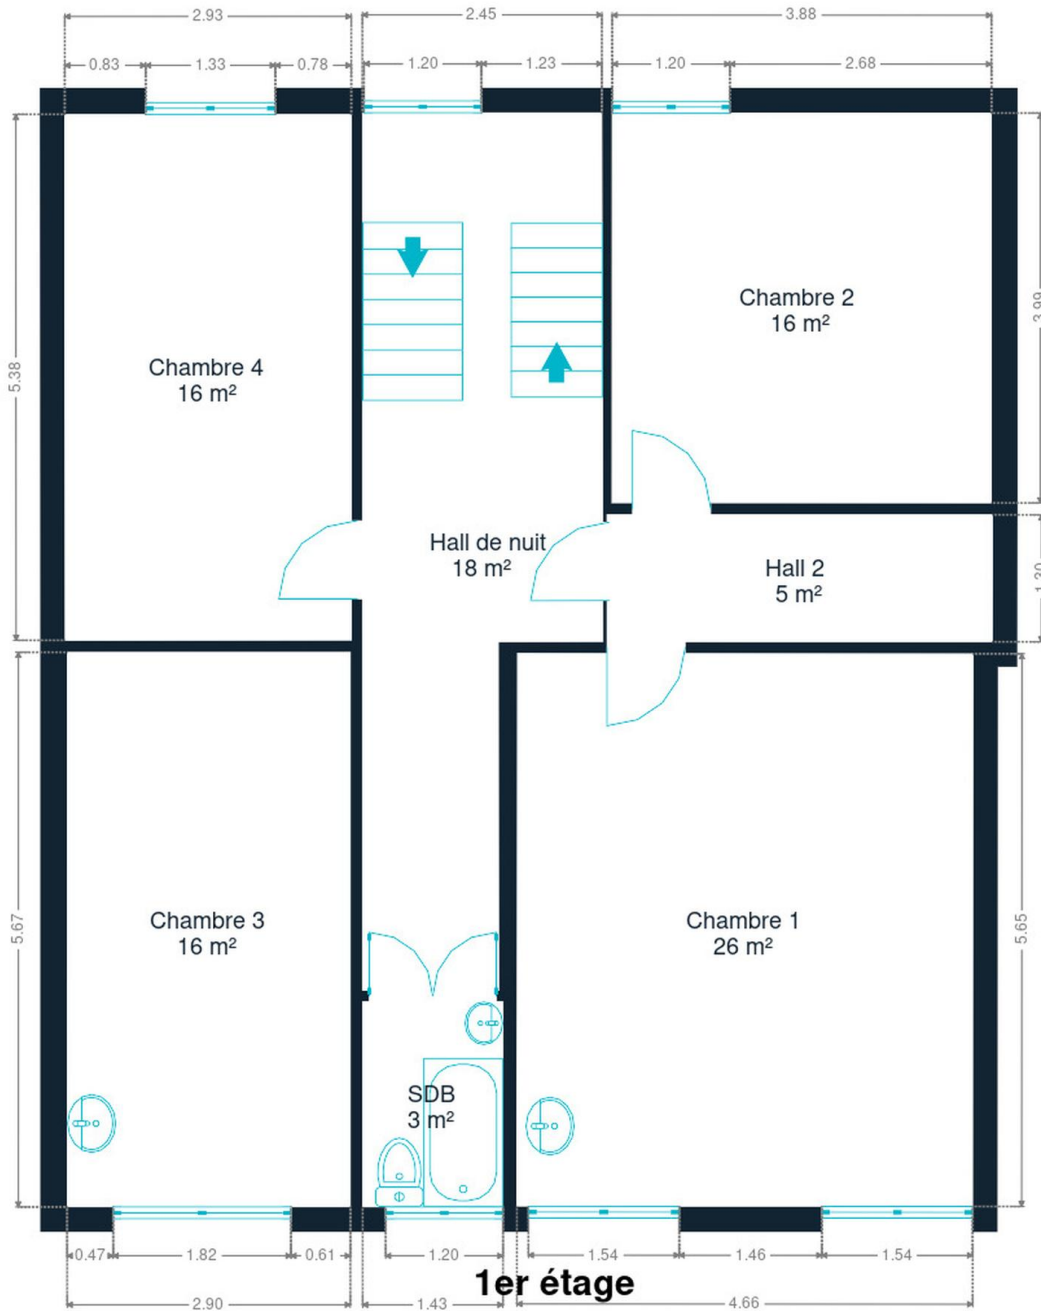 2.93
2.45
3.88
0.83
1.33
0.78
1.20
1.23
1.20
2.68
5.38
3.99
Chambre 4
16 m²
Chambre 2
16 m²
Hall de nuit
18 m²
Hall 2
5 m²
5.67
5.65
Chambre 3
16 m²
Chambre 1
26 m²
SDB
3 m²
0.47
1.82
0.61
1.20
1.54
1.46
1.54
1er étage
2.90
1.43
4.66